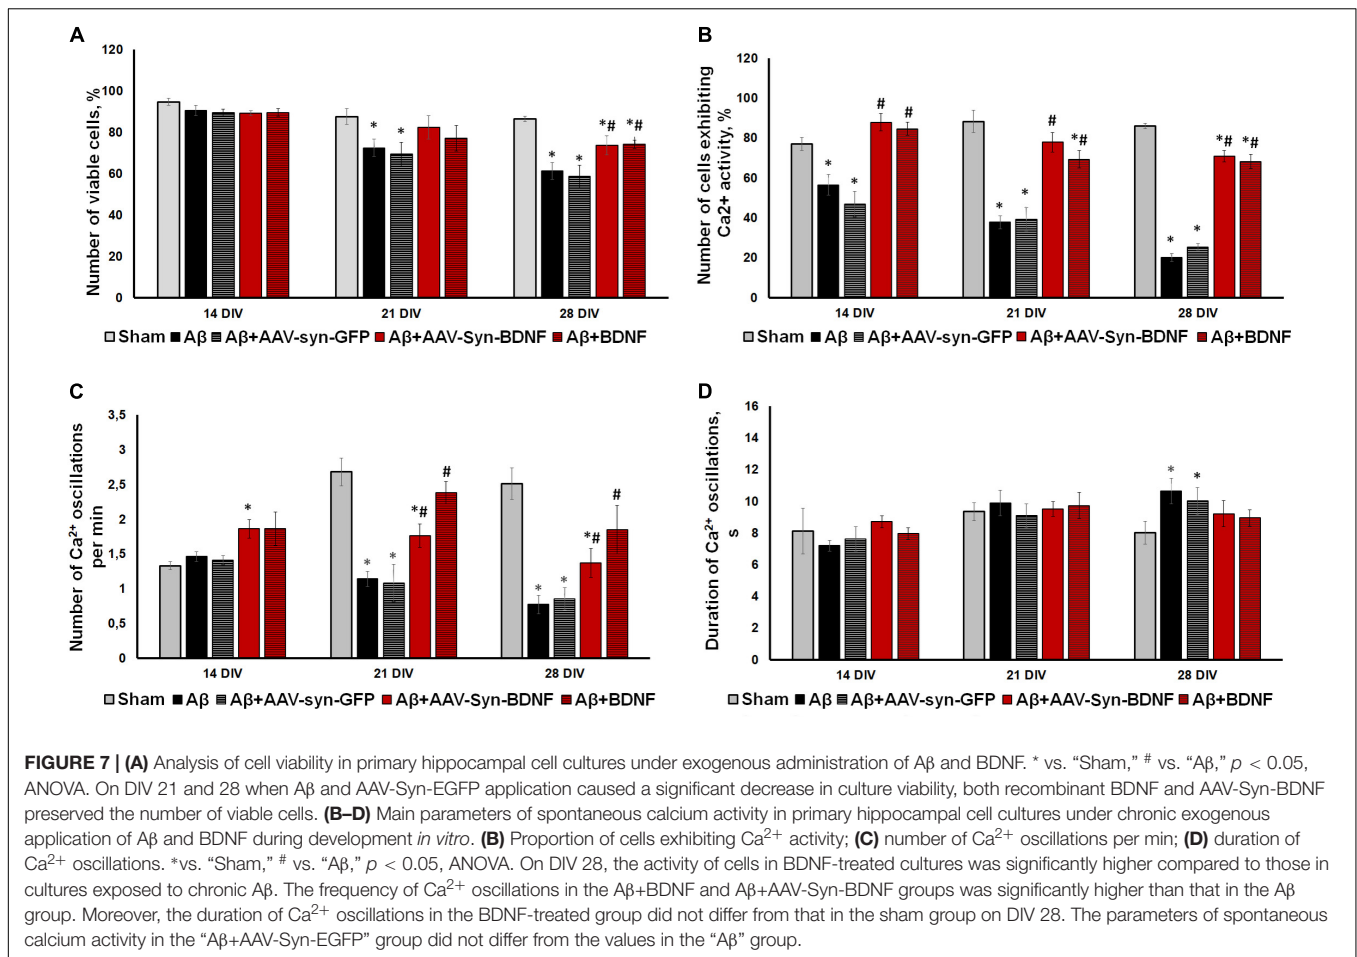 A
120
100
80
60
40
20
0
Number of viable cells, %
* * * * *# *#
14 DIV 21 DIV 28 DIV
Sham Aβ Aβ+AAV-syn-GFP Aβ+AAV-Syn-BDNF Aβ+BDNF
B
120
100
80
60
40
20
0
Number of cells exhibiting
Ca2+ activity, %
* * # # * * # *# * * *# *#
14 DIV 21 DIV 28 DIV
Sham Aβ Aβ+AAV-syn-GFP Aβ+AAV-Syn-BDNF Aβ+BDNF
C
3,5
3
2,5
2
1,5
1
0,5
0
Number of Ca²⁺ oscillations
per min
* * * *# # * * *# #
14 DIV 21 DIV 28 DIV
Sham Aβ Aβ+AAV-syn-GFP Aβ+AAV-Syn-BDNF Aβ+BDNF
D
16
14
12
10
8
6
4
2
0
Duration of Ca²⁺ oscillations,
s
* *
14 DIV 21 DIV 28 DIV
Sham Aβ Aβ+AAV-syn-GFP Aβ+AAV-Syn-BDNF Aβ+BDNF
FIGURE 7 | (A) Analysis of cell viability in primary hippocampal cell cultures under exogenous administration of Aβ and BDNF. * vs. “Sham,” # vs. “Aβ,” p < 0.05,
ANOVA. On DIV 21 and 28 when Aβ and AAV-Syn-EGFP application caused a significant decrease in culture viability, both recombinant BDNF and AAV-Syn-BDNF
preserved the number of viable cells. (B–D) Main parameters of spontaneous calcium activity in primary hippocampal cell cultures under chronic exogenous
application of Aβ and BDNF during development in vitro. (B) Proportion of cells exhibiting Ca²⁺ activity; (C) number of Ca²⁺ oscillations per min; (D) duration of
Ca²⁺ oscillations. *vs. “Sham,” # vs. “Aβ,” p < 0.05, ANOVA. On DIV 28, the activity of cells in BDNF-treated cultures was significantly higher compared to those in
cultures exposed to chronic Aβ. The frequency of Ca²⁺ oscillations in the Aβ+BDNF and Aβ+AAV-Syn-BDNF groups was significantly higher than that in the Aβ
group. Moreover, the duration of Ca²⁺ oscillations in the BDNF-treated group did not differ from that in the sham group on DIV 28. The parameters of spontaneous
calcium activity in the “Aβ+AAV-Syn-EGFP” group did not differ from the values in the “Aβ” group.